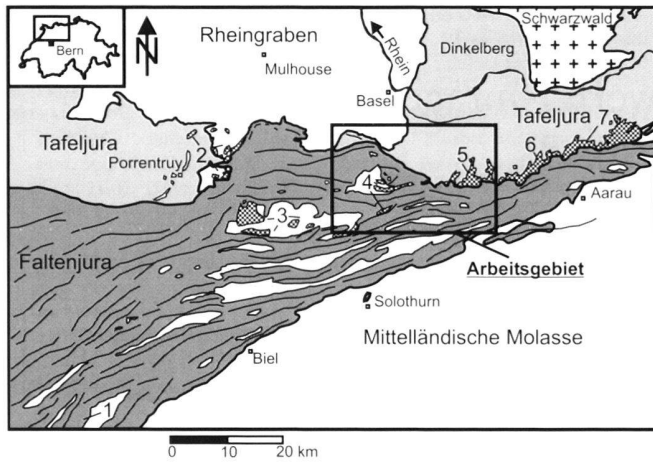 Bern
N
Rheingraben
Mulhouse
Rhein
Basel
Schwarzwald
Dinkelberg
Tafeljura
Porrentruy
2
Tafeljura
7
6
5
4
3
Aarau
Faltenjura
Arbeitsgebiet
Solothurn
Mittelländische Molasse
Biel
1
0 10 20 km